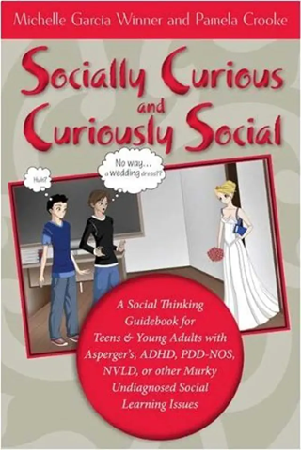 Michelle Garcia Winner and Pamela Crooke
Socially Curious
and
Curiously Social
Huh!?
No way...
a wedding dress!?
A Social Thinking
Guidebook for
Teens & Young Adults with
Asperger's, ADHD, PDD-NOS,
NVLD, or other Murky
Undiagnosed Social
Learning Issues